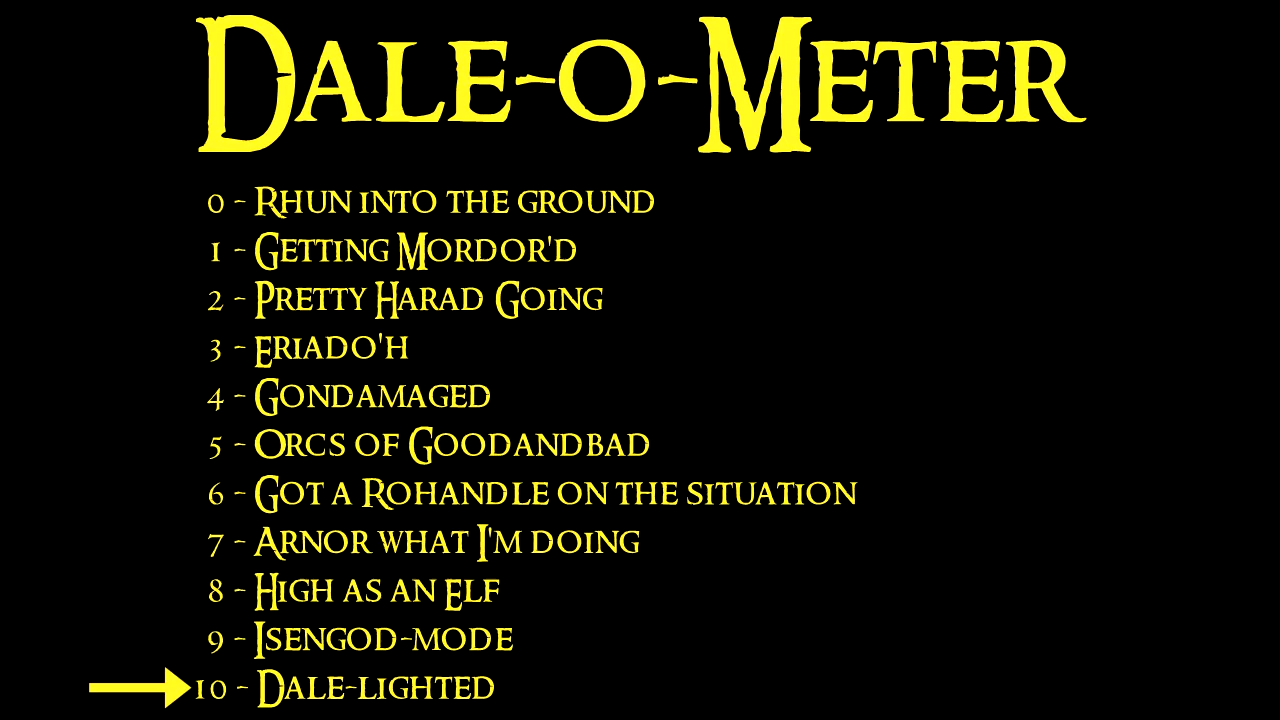 Dale-o-Meter
0 - Rhun into the ground
1 - Getting Mordor'd
2 - Pretty Harad Going
3 - Eriado'h
4 - Gondamaged
5 - Orcs of Goodandbad
6 - Got a Rohandle on the situation
7 - Arnor what I'm doing
8 - High as an Elf
9 - Isengod-mode
10 - Dale-lighted